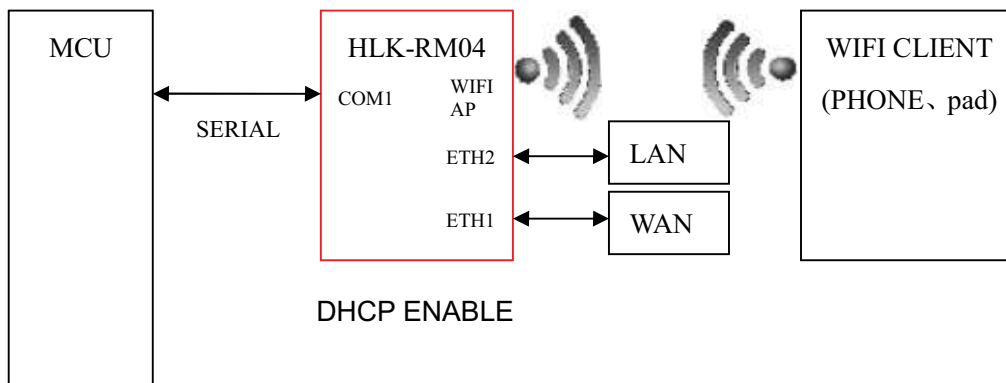 MCU
HLK-RM04
WIFI CLIENT
(PHONE、pad)
COM1
WIFI
AP
SERIAL
ETH2
LAN
ETH1
WAN
DHCP ENABLE